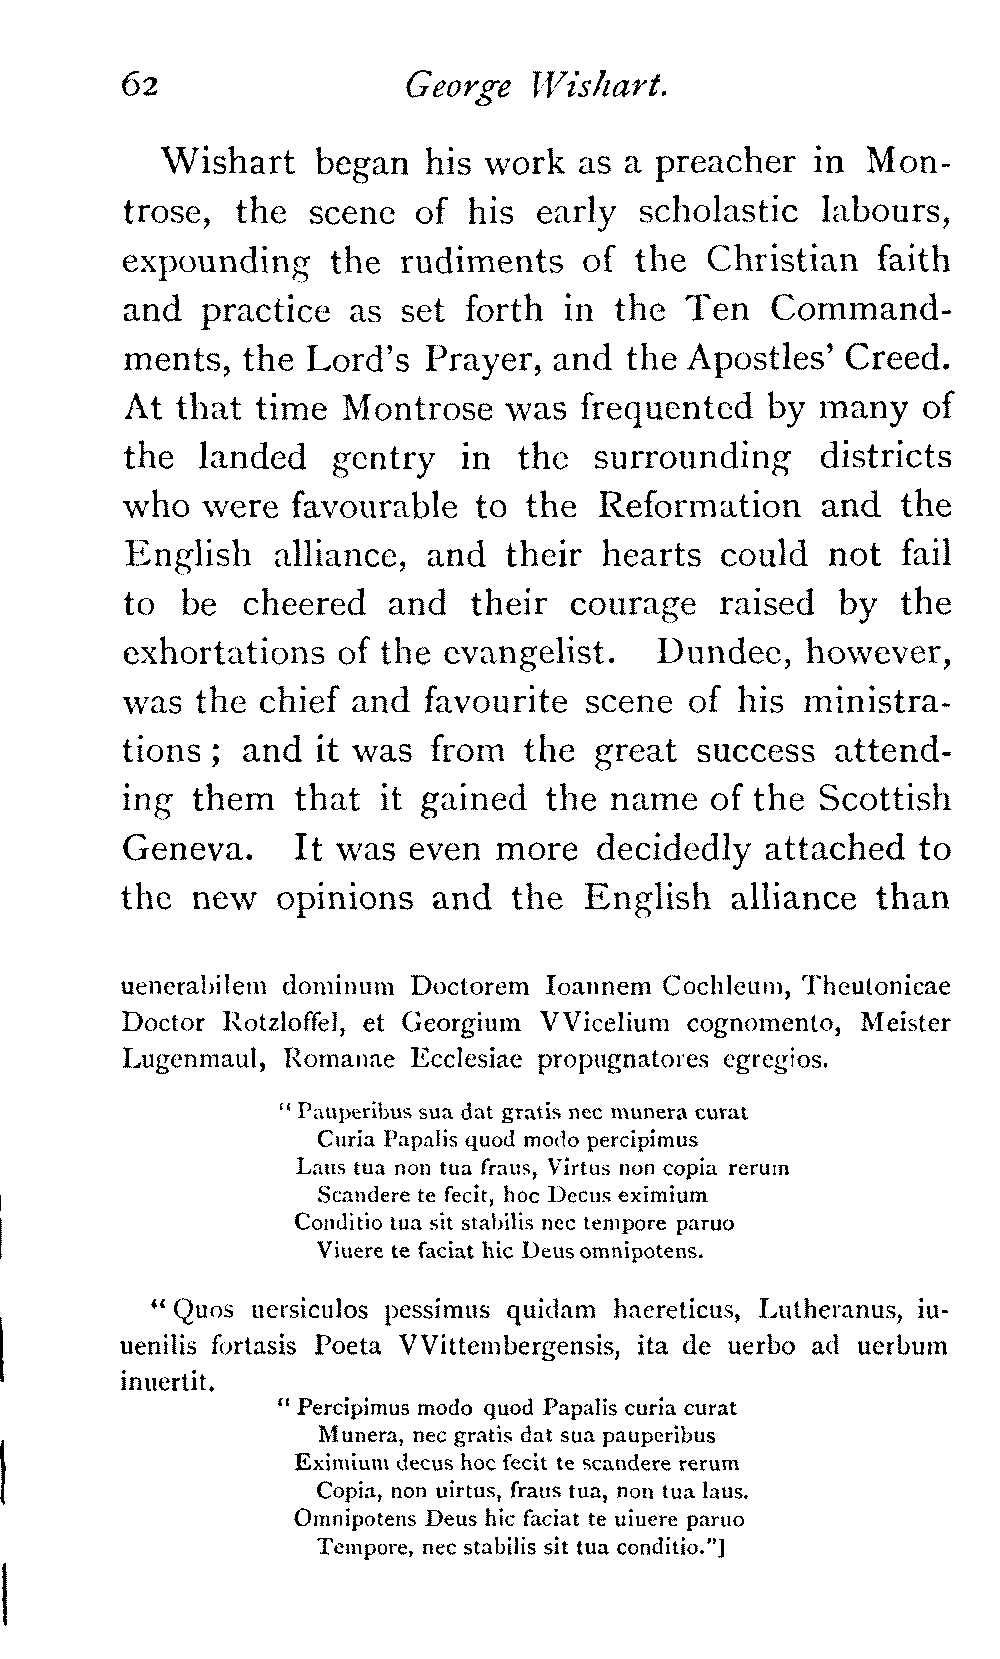 62 George Wishart.
Wishart began his work as a preacher in Mon-
trose, the scene of his early scholastic labours,
expounding the rudiments of the Christian faith
and practice as set forth in the Ten Command-
ments, the Lord's Prayer, and the Apostles' Creed.
At that time Montrose was frequented by many of
the landed gentry in the surrounding districts
who were favourable to the Reformation and the
English alliance, and their hearts could not fail
to be cheered and their courage raised by the
exhortations of the evangelist. Dundee, however,
was the chief and favourite scene of his ministra-
tions ; and it was from the great success attend-
ing them that it gained the name of the Scottish
Geneva. It was even more decidedly attached to
the new opinions and the English alliance than
uenerabilem dominum Doctorem Ioannem Cochleum, Theutonicae
Doctor Rotzloffel, et Georgium VVicelium cognomento, Meister
Lugenmaul, Romanae Ecclesiae propugnatores egregios.
“ Pauperibus sua dat gratis nec munera curat
Curia Papalis quod modo percipimus
Laus tua non tua fraus, Virtus non copia rerum
Scandere te fecit, hoc Decus eximium
Conditio tua sit stabilis nec tempore paruo
Viuere te faciat hic Deus omnipotens.
“ Quos uersiculos pessimus quidam haereticus, Lutheranus, iu-
uenilis fortasis Poeta VVittembergensis, ita de uerbo ad uerbum
inuertit.
“ Percipimus modo quod Papalis curia curat
Munera, nec gratis dat sua pauperibus
Eximium decus hoc fecit te scandere rerum
Copia, non uirtus, fraus tua, non tua laus.
Omnipotens Deus hic faciat te uiuere paruo
Tempore, nec stabilis sit tua conditio.”]